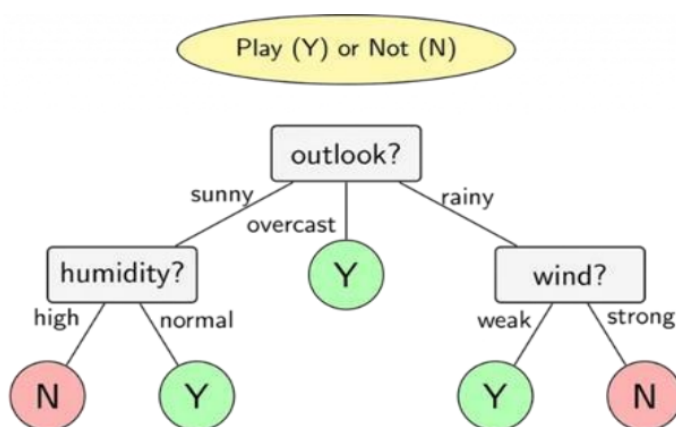 Play (Y) or Not (N)
outlook?
sunny
overcast
rainy
humidity?
Y
wind?
high
normal
weak
strong
N
Y
Y
N